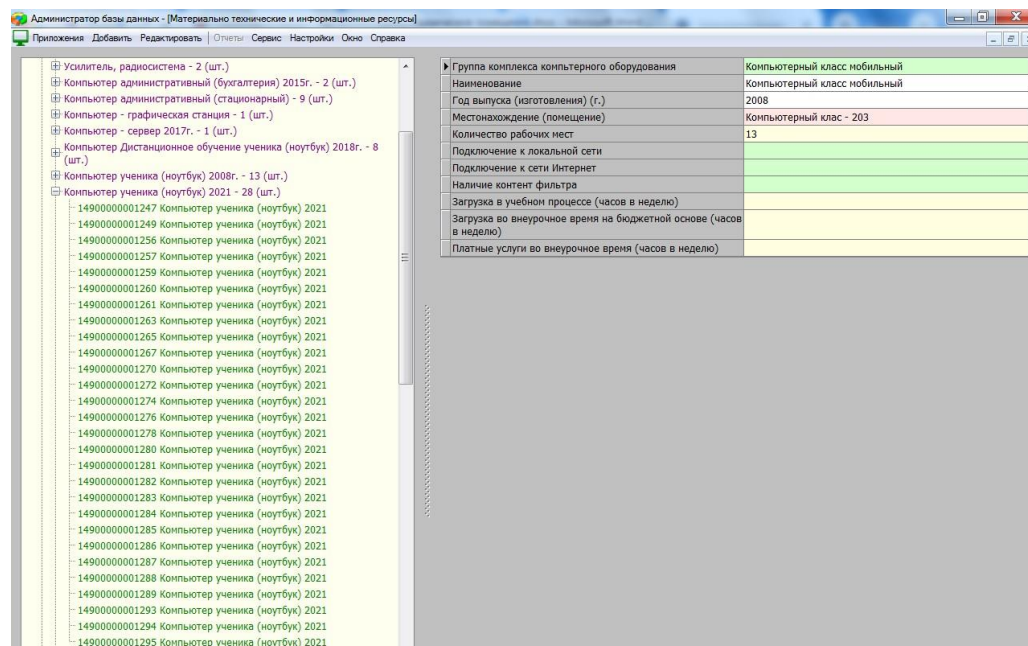 Администратор базы данных - [Материально технические и информационные ресурсы]
Приложения Добавить Редактировать Отчеты Сервис Настройки Окно Справка
Усилитель, радиосистема - 2 (шт.)
Компьютер административный (бухгалтерия) 2015г. - 2 (шт.)
Компьютер административный (стационарный) - 9 (шт.)
Компьютер - графическая станция - 1 (шт.)
Компьютер - сервер 2017г. - 1 (шт.)
Компьютер Дистанционное обучение ученика (ноутбук) 2018г. - 8
(шт.)
Компьютер ученика (ноутбук) 2008г. - 13 (шт.)
Компьютер ученика (ноутбук) 2021 - 28 (шт.)
14900000001247 Компьютер ученика (ноутбук) 2021
14900000001249 Компьютер ученика (ноутбук) 2021
14900000001256 Компьютер ученика (ноутбук) 2021
14900000001257 Компьютер ученика (ноутбук) 2021
14900000001259 Компьютер ученика (ноутбук) 2021
14900000001260 Компьютер ученика (ноутбук) 2021
14900000001261 Компьютер ученика (ноутбук) 2021
14900000001263 Компьютер ученика (ноутбук) 2021
14900000001265 Компьютер ученика (ноутбук) 2021
14900000001267 Компьютер ученика (ноутбук) 2021
14900000001270 Компьютер ученика (ноутбук) 2021
14900000001272 Компьютер ученика (ноутбук) 2021
14900000001274 Компьютер ученика (ноутбук) 2021
14900000001276 Компьютер ученика (ноутбук) 2021
14900000001278 Компьютер ученика (ноутбук) 2021
14900000001280 Компьютер ученика (ноутбук) 2021
14900000001281 Компьютер ученика (ноутбук) 2021
14900000001282 Компьютер ученика (ноутбук) 2021
14900000001283 Компьютер ученика (ноутбук) 2021
14900000001284 Компьютер ученика (ноутбук) 2021
14900000001285 Компьютер ученика (ноутбук) 2021
14900000001286 Компьютер ученика (ноутбук) 2021
14900000001287 Компьютер ученика (ноутбук) 2021
14900000001288 Компьютер ученика (ноутбук) 2021
14900000001289 Компьютер ученика (ноутбук) 2021
14900000001293 Компьютер ученика (ноутбук) 2021
14900000001294 Компьютер ученика (ноутбук) 2021
14900000001295 Компьютер ученика (ноутбук) 2021
Группа комплекса компьтерного оборудования Компьютерный класс мобильный
Наименование Компьютерный класс мобильный
Год выпуска (изготовления) (г.) 2008
Местонахождение (помещение) Компьютерный клас - 203
Количество рабочих мест 13
Подключение к локальной сети
Подключение к сети Интернет
Наличие контент фильтра
Загрузка в учебном процессе (часов в неделю)
Загрузка во внеурочное время на бюджетной основе (часов
в неделю)
Платные услуги во внеурочное время (часов в неделю)